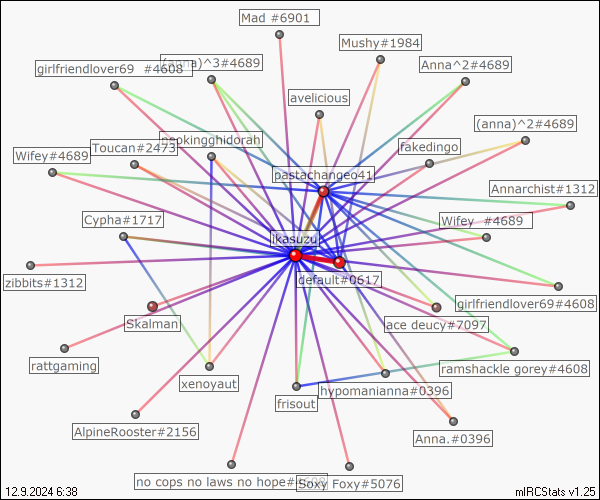 Mad #6901
Mushy#1984
girlfriendlover69 #4608
)^3#4689
Anna^2#4689
avelicious
(anna)^2#4689
Toucan#2473
ookingghidorah
fakedingo
Wifey#4689
pastachangeo41
Annarchist#1312
Cypha#1717
Wifey #4689
ikasuzu
zibbits#1312
default#0617
girlfriendlover69#4608
Skalman
ace deucy#7097
rattgaming
ramshackle gorey#4608
xenoyaut
hypomanianna#0396
frisout
AlpineRooster#2156
Anna.#0396
no cops no laws no hope#4608
Soxy Foxy#5076
12.9.2024 6:38
mIRCStats v1.25